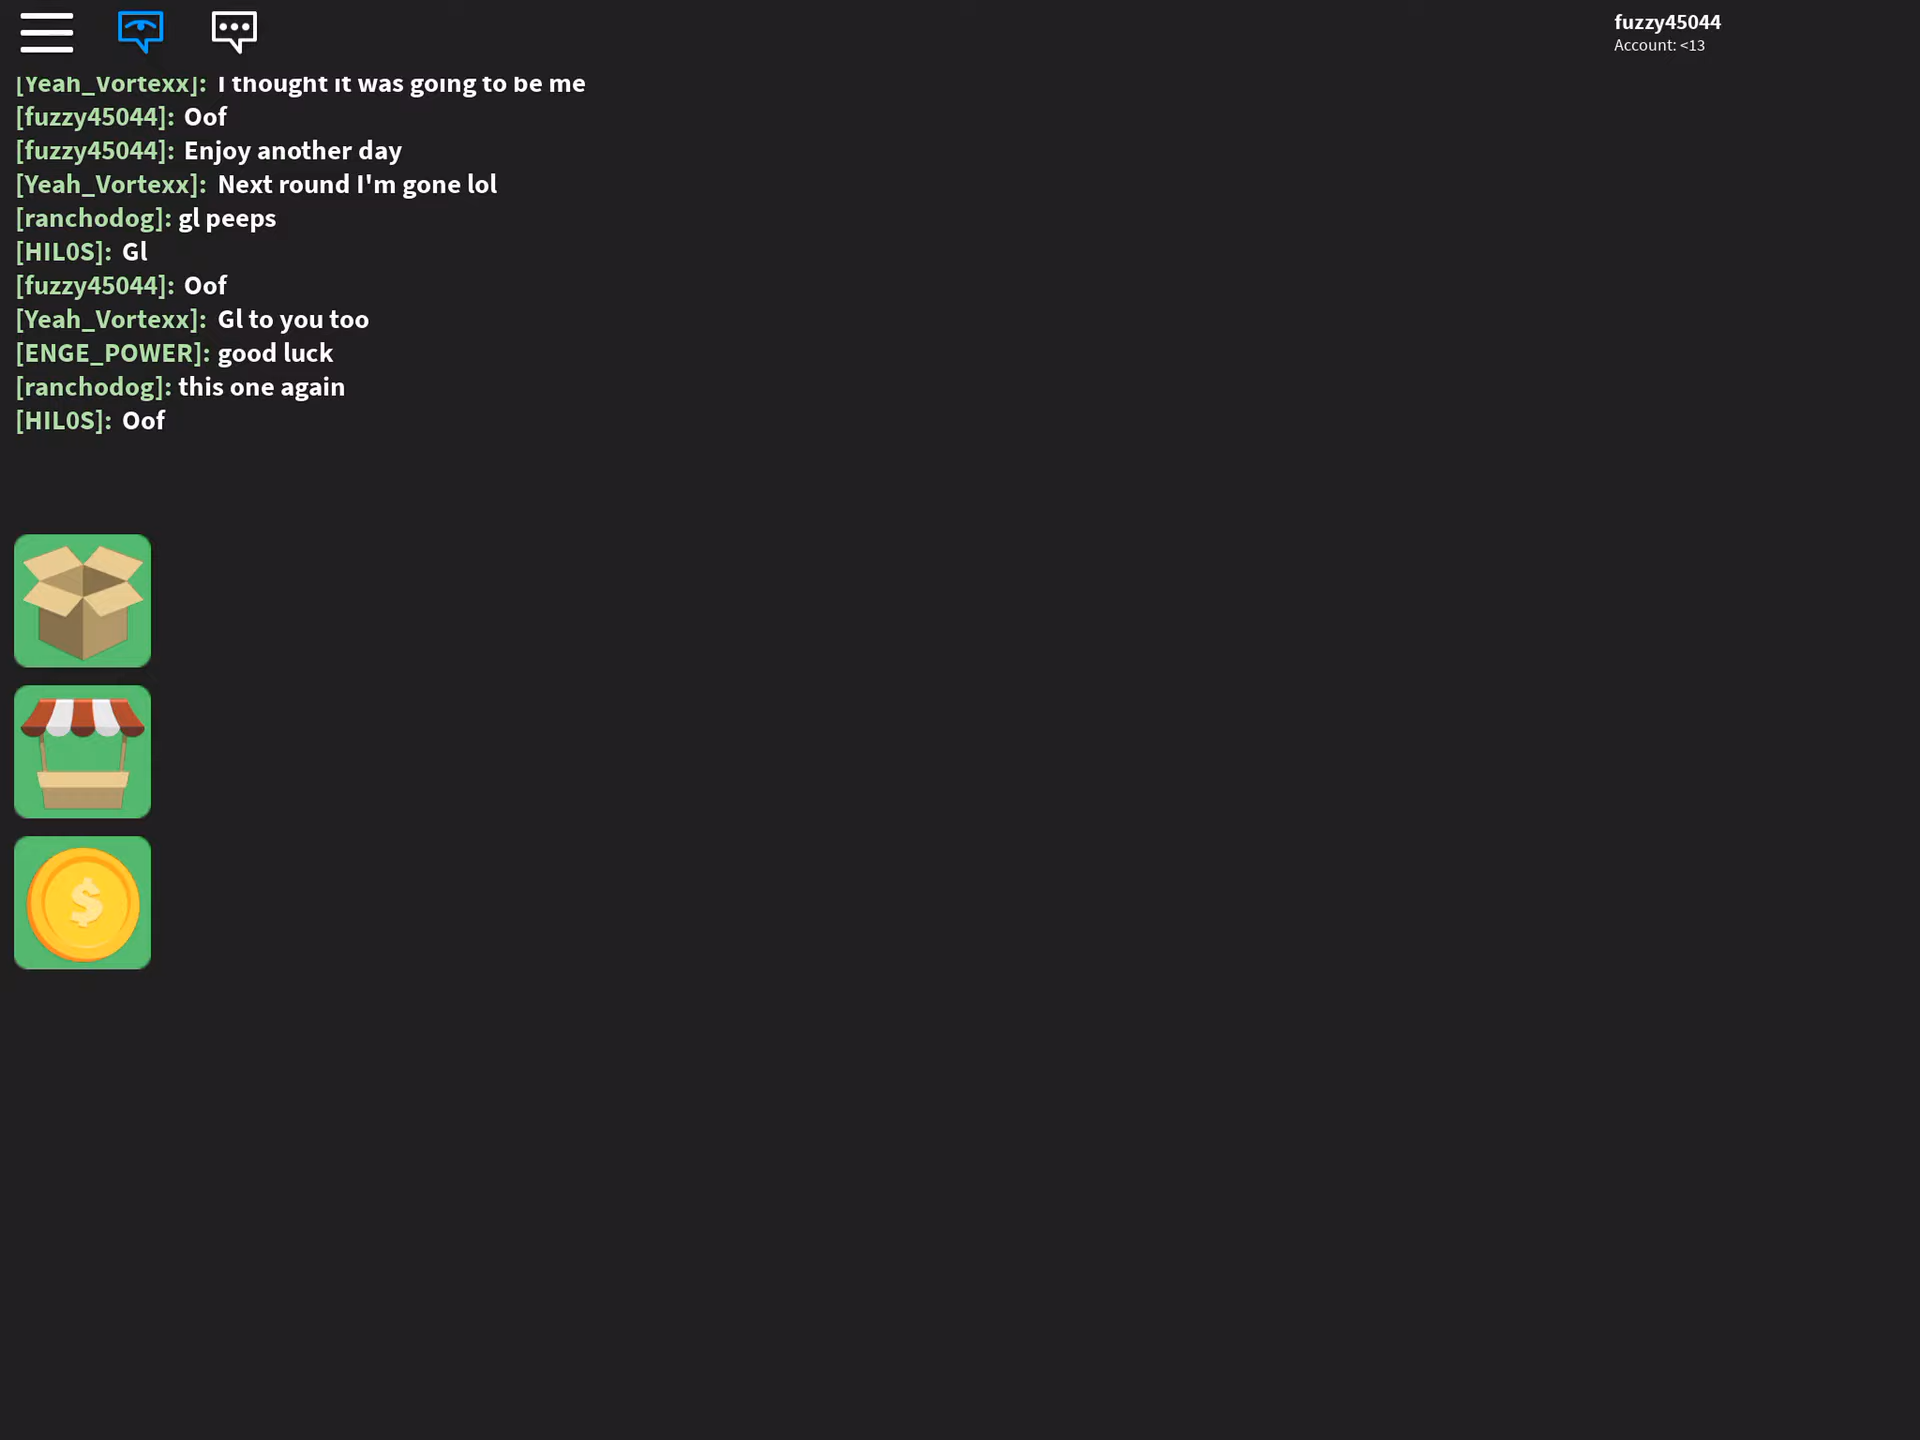 fuzzy45044
Account: <13
[Yeah_Vortexx]: I thought it was going to be me
[fuzzy45044]: Oof
[fuzzy45044]: Enjoy another day
[Yeah_Vortexx]: Next round I'm gone lol
[ranchodog]: gl peeps
[HIL0S]: Gl
[fuzzy45044]: Oof
[Yeah_Vortexx]: Gl to you too
[ENGE_POWER]: good luck
[ranchodog]: this one again
[HIL0S]: Oof
$